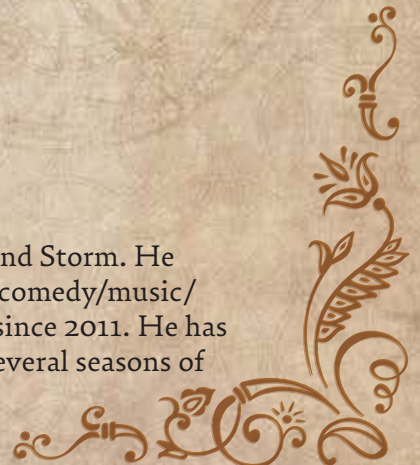 nd Storm. He
comedy/music/
since 2011. He has
everal seasons of